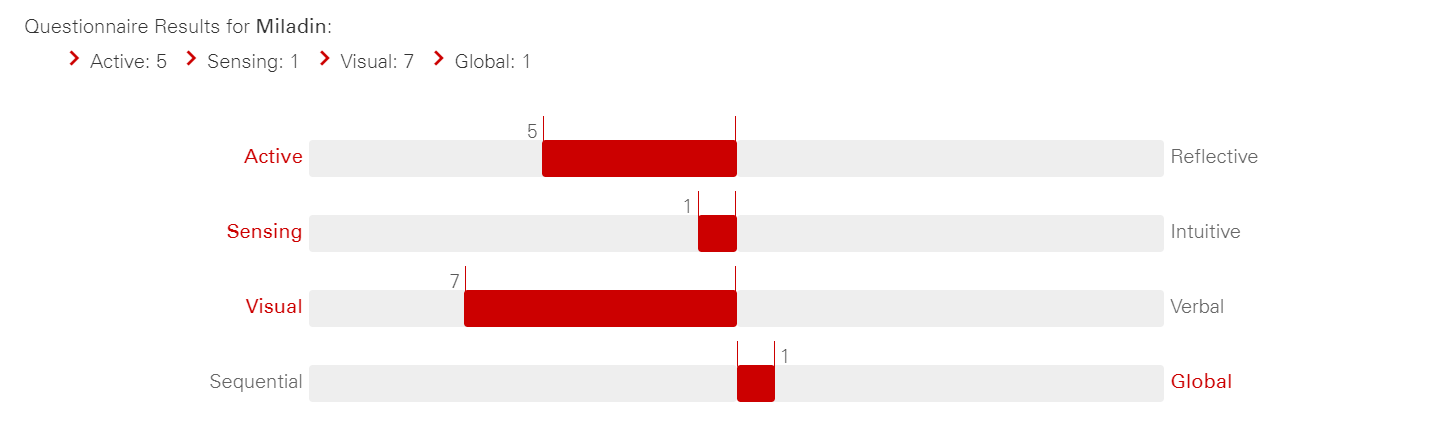 Questionnaire Results for Miladin:
Active: 5 Sensing: 1 Visual: 7 Global: 1
5
Active Reflective
1
Sensing Intuitive
7
Visual Verbal
1
Sequential Global